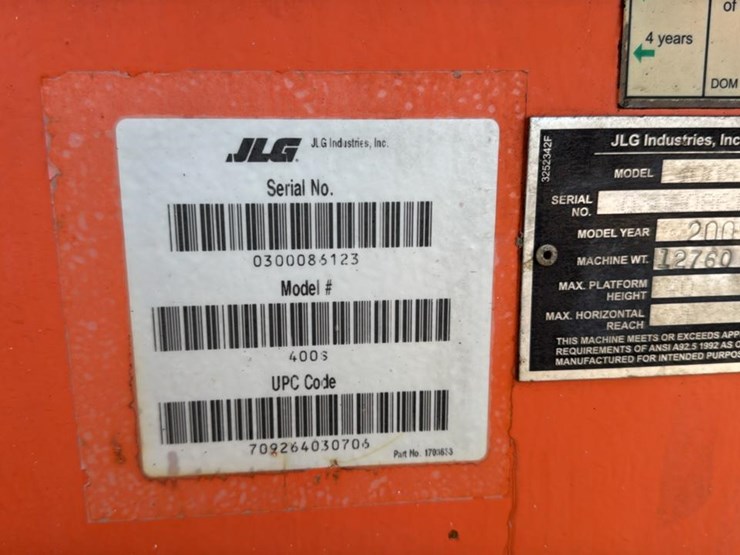 JLG JLG Industries, Inc.
Serial No.
0300086123
Model #
400S
UPC Code
709264030706
Part No.
of
4 years
DOM
3252342F
JLG Industries, Inc
MODEL
SERIAL NO.
MODEL YEAR 200
MACHINE WT. 12760
MAX. PLATFORM
HEIGHT
MAX. HORIZONTAL
REACH
THIS MACHINE MEETS OR EXCEEDS APP
REQUIREMENTS OF ANSI A92.5 1992 AS
MANUFACTURED FOR INTENDED PURPOS